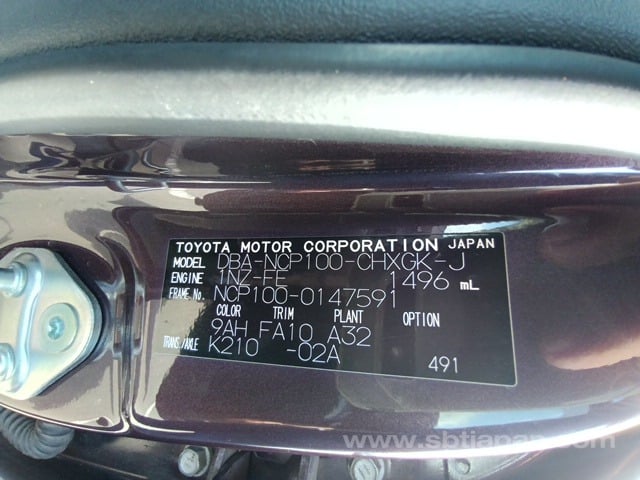 TOYOTA MOTOR CORPORATION JAPAN
MODEL DBA-NCP100-CHXGK-J
ENGINE 1NZ-FE 1496 mL
FRAME No. NCP100-0147591
COLOR TRIM PLANT OPTION
9AH FA10 A32
TRANS./AXLE K210 -02A
491
www.sbtjapan.com